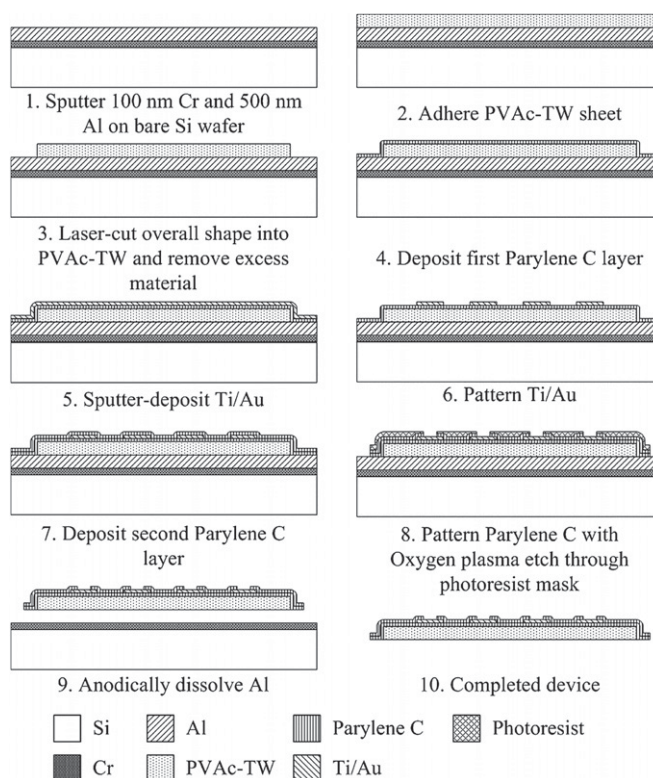 1. Sputter 100 nm Cr and 500 nm
Al on bare Si wafer
2. Adhere PVAc-TW sheet
3. Laser-cut overall shape into
PVAc-TW and remove excess
material
4. Deposit first Parylene C layer
5. Sputter-deposit Ti/Au
6. Pattern Ti/Au
7. Deposit second Parylene C
layer
8. Pattern Parylene C with
Oxygen plasma etch through
photoresist mask
9. Anodically dissolve Al
10. Completed device
Si
Al
Parylene C
Photoresist
Cr
PVAc-TW
Ti/Au